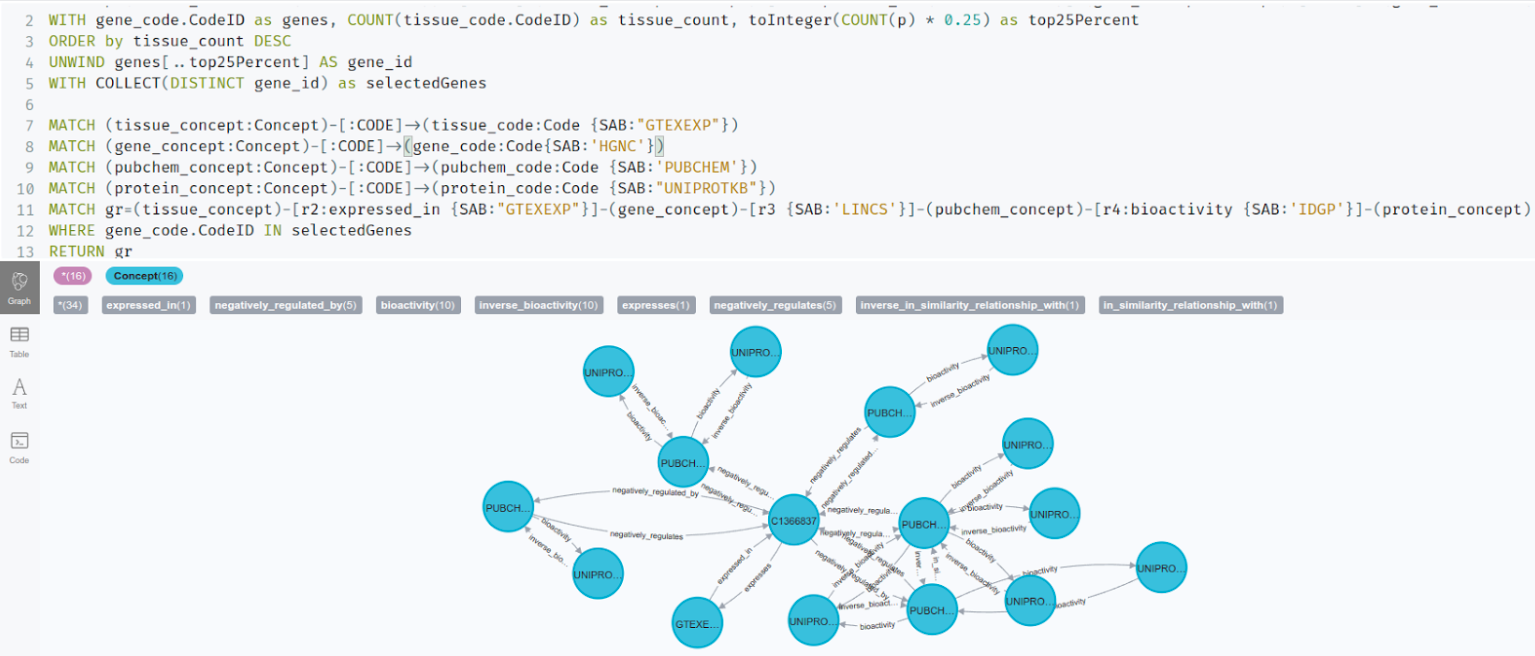 2 WITH gene_code.CodeID as genes, COUNT(tissue_code.CodeID) as tissue_count, toInteger(COUNT(p) * 0.25) as top25Percent
3 ORDER by tissue_count DESC
4 UNWIND genes[..top25Percent] AS gene_id
5 WITH COLLECT(DISTINCT gene_id) as selectedGenes
6
7 MATCH (tissue_concept:Concept)-[:CODE]→(tissue_code:Code {SAB:"GTEXEXP"})
8 MATCH (gene_concept:Concept)-[:CODE]→(gene_code:Code{SAB:'HGNC'})
9 MATCH (pubchem_concept:Concept)-[:CODE]→(pubchem_code:Code {SAB:'PUBCHEM'})
10 MATCH (protein_concept:Concept)-[:CODE]→(protein_code:Code {SAB:"UNIPROTKB"})
11 MATCH gr=(tissue_concept)-[r2:expressed_in {SAB:"GTEXEXP"}]-(gene_concept)-[r3 {SAB:'LINCS'}]-(pubchem_concept)-[r4:bioactivity {SAB:'IDGP'}]-(protein_concept)
12 WHERE gene_code.CodeID IN selectedGenes
13 RETURN gr
Graph
Table
Text
Code
*(16) Concept(16)
*(34) expressed_in(1) negatively_regulated_by(5) bioactivity(10) inverse_bioactivity(10) expresses(1) negatively_regulates(5) inverse_in_similarity_relationship_with(1) in_similarity_relationship_with(1)
UNIPRO...
UNIPRO...
UNIPRO...
inverse_bioac...
bioactivity
bioactivity
inverse_bioactivity
bioactivity
inverse_bioactivity
PUBCH...
UNIPRO...
PUBCH...
negatively_regulates
negatively_regulated...
negatively_regu...
negatively_regu...
bioactivity
inverse_bioactivity
PUBCH...
negatively_regulated_by
negatively_regulates
C1366837
negatively_regula...
negatively_regula...
PUBCH...
bioactivity
inverse_bioactivity
UNIPRO...
bioactivity
inverse_bio...
UNIPRO...
expressed_in
expresses
GTEXE...
negatively_regulates
negatively_regulated_by
inver...
in_si...
bioactivity
inverse_bioactivity
bioactivity
UNIPRO...
UNIPRO...
inverse_bioact...
bioactivity
UNIPRO...
PUBCH...